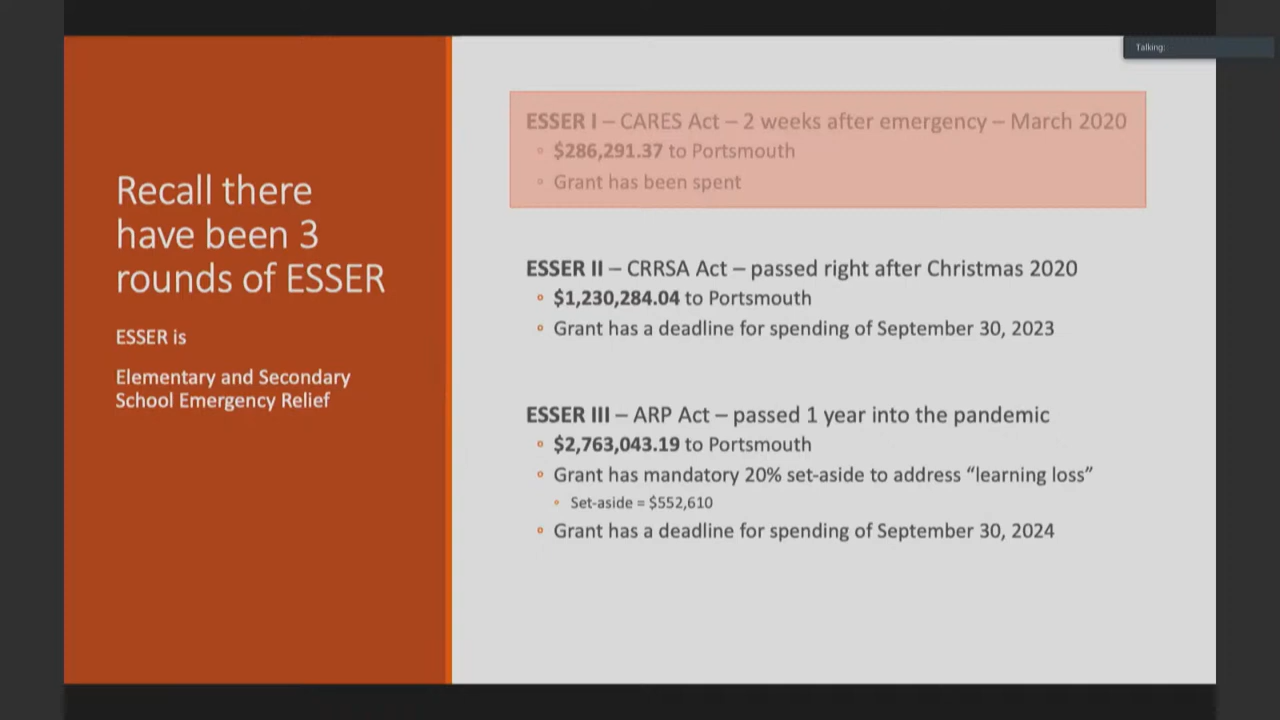 Talking:
Recall there
have been 3
rounds of ESSER
ESSER is
Elementary and Secondary
School Emergency Relief
ESSER I – CARES Act – 2 weeks after emergency – March 2020
$286,291.37 to Portsmouth
Grant has been spent
ESSER II – CRRSA Act – passed right after Christmas 2020
$1,230,284.04 to Portsmouth
Grant has a deadline for spending of September 30, 2023
ESSER III – ARP Act – passed 1 year into the pandemic
$2,763,043.19 to Portsmouth
Grant has mandatory 20% set-aside to address “learning loss”
Set-aside = $552,610
Grant has a deadline for spending of September 30, 2024